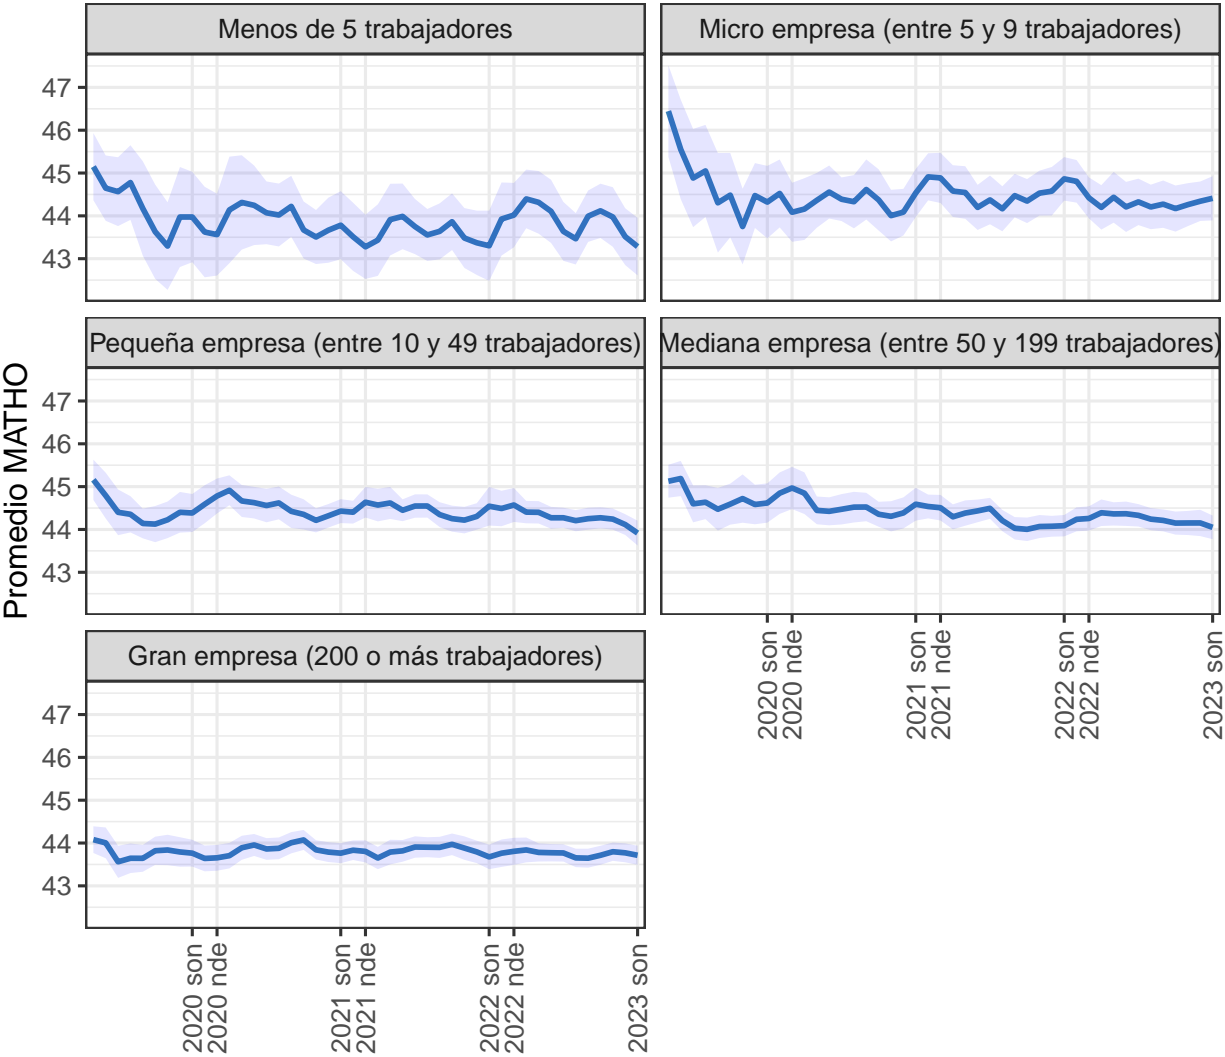 Menos de 5 trabajadores
Micro empresa (entre 5 y 9 trabajadores)
47
46
45
44
43
Pequeña empresa (entre 10 y 49 trabajadores)
Mediana empresa (entre 50 y 199 trabajadores)
Promedio MATHO
47
46
45
44
43
2020 son
2020 nde
2021 son
2021 nde
2022 son
2022 nde
2023 son
Gran empresa (200 o más trabajadores)
47
46
45
44
43
2020 son
2020 nde
2021 son
2021 nde
2022 son
2022 nde
2023 son